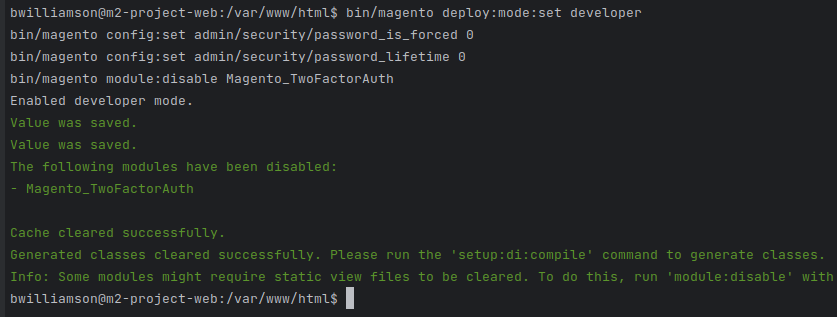 bwilliamson@m2-project-web:/var/www/html$ bin/magento deploy:mode:set developer
bin/magento config:set admin/security/password_is_forced 0
bin/magento config:set admin/security/password_lifetime 0
bin/magento module:disable Magento_TwoFactorAuth
Enabled developer mode.
Value was saved.
Value was saved.
The following modules have been disabled:
- Magento_TwoFactorAuth
Cache cleared successfully.
Generated classes cleared successfully. Please run the 'setup:di:compile' command to generate classes.
Info: Some modules might require static view files to be cleared. To do this, run 'module:disable' with
bwilliamson@m2-project-web:/var/www/html$